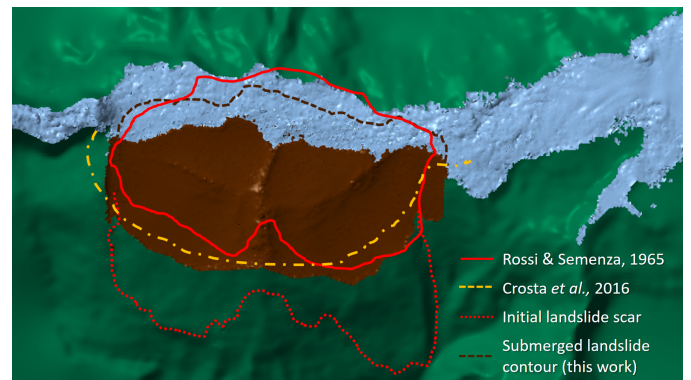 Rossi & Semenza, 1965
Crosta et al., 2016
Initial landslide scar
Submerged landslide
contour (this work)